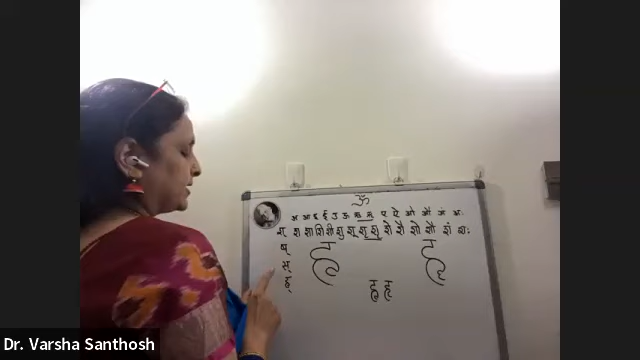 ॐ
अ आ इ ई उ ऊ ऋ ॠ ए ऐ ओ औ अं अः
श् श शा शि शी शु शू शृ शॄ शे शै शो शौ शं शः
ष्
स्
ह्
ह ह
हृ हृ
Dr. Varsha Santhosh